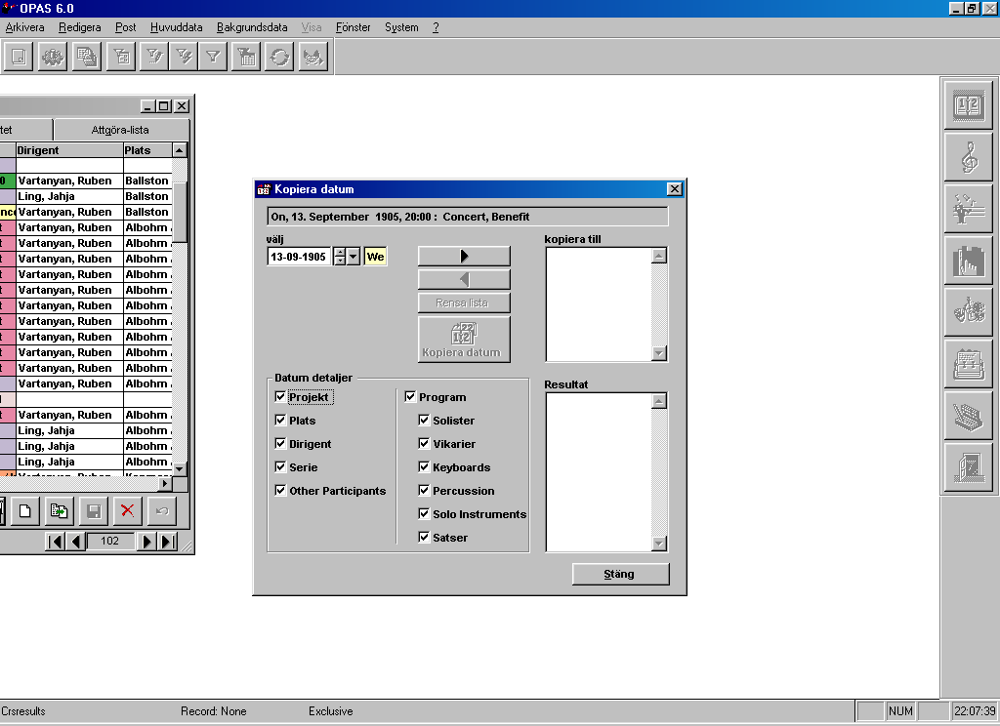 OPAS 6.0
Arkivera Redigera Post Huvuddata Bakgrundsdata Visa Fönster System ?
Attgöra-lista
Dirigent Plats
Vartanyan, Ruben Ballston
Ling, Jahja Ballston
Vartanyan, Ruben Ballston
Vartanyan, Ruben Albohm
Vartanyan, Ruben Albohm
Vartanyan, Ruben Albohm
Vartanyan, Ruben Albohm
Vartanyan, Ruben Albohm
Vartanyan, Ruben Albohm
Vartanyan, Ruben Albohm
Vartanyan, Ruben Albohm
Vartanyan, Ruben Albohm
Vartanyan, Ruben Albohm
Vartanyan, Ruben Albohm
Vartanyan, Ruben Albohm
Ling, Jahja Albohm
Ling, Jahja Albohm
Ling, Jahja Albohm
102
Kopiera datum
On, 13. September 1905, 20:00 : Concert, Benefit
välj
13-09-1905 We
Rensa lista
Kopiera datum
kopiera till
Datum detaljer
Projekt
Plats
Dirigent
Serie
Other Participants
Program
Solister
Vikarier
Keyboards
Percussion
Solo Instruments
Satser
Resultat
Stäng
Crsresults Record: None Exclusive NUM 22:07:39